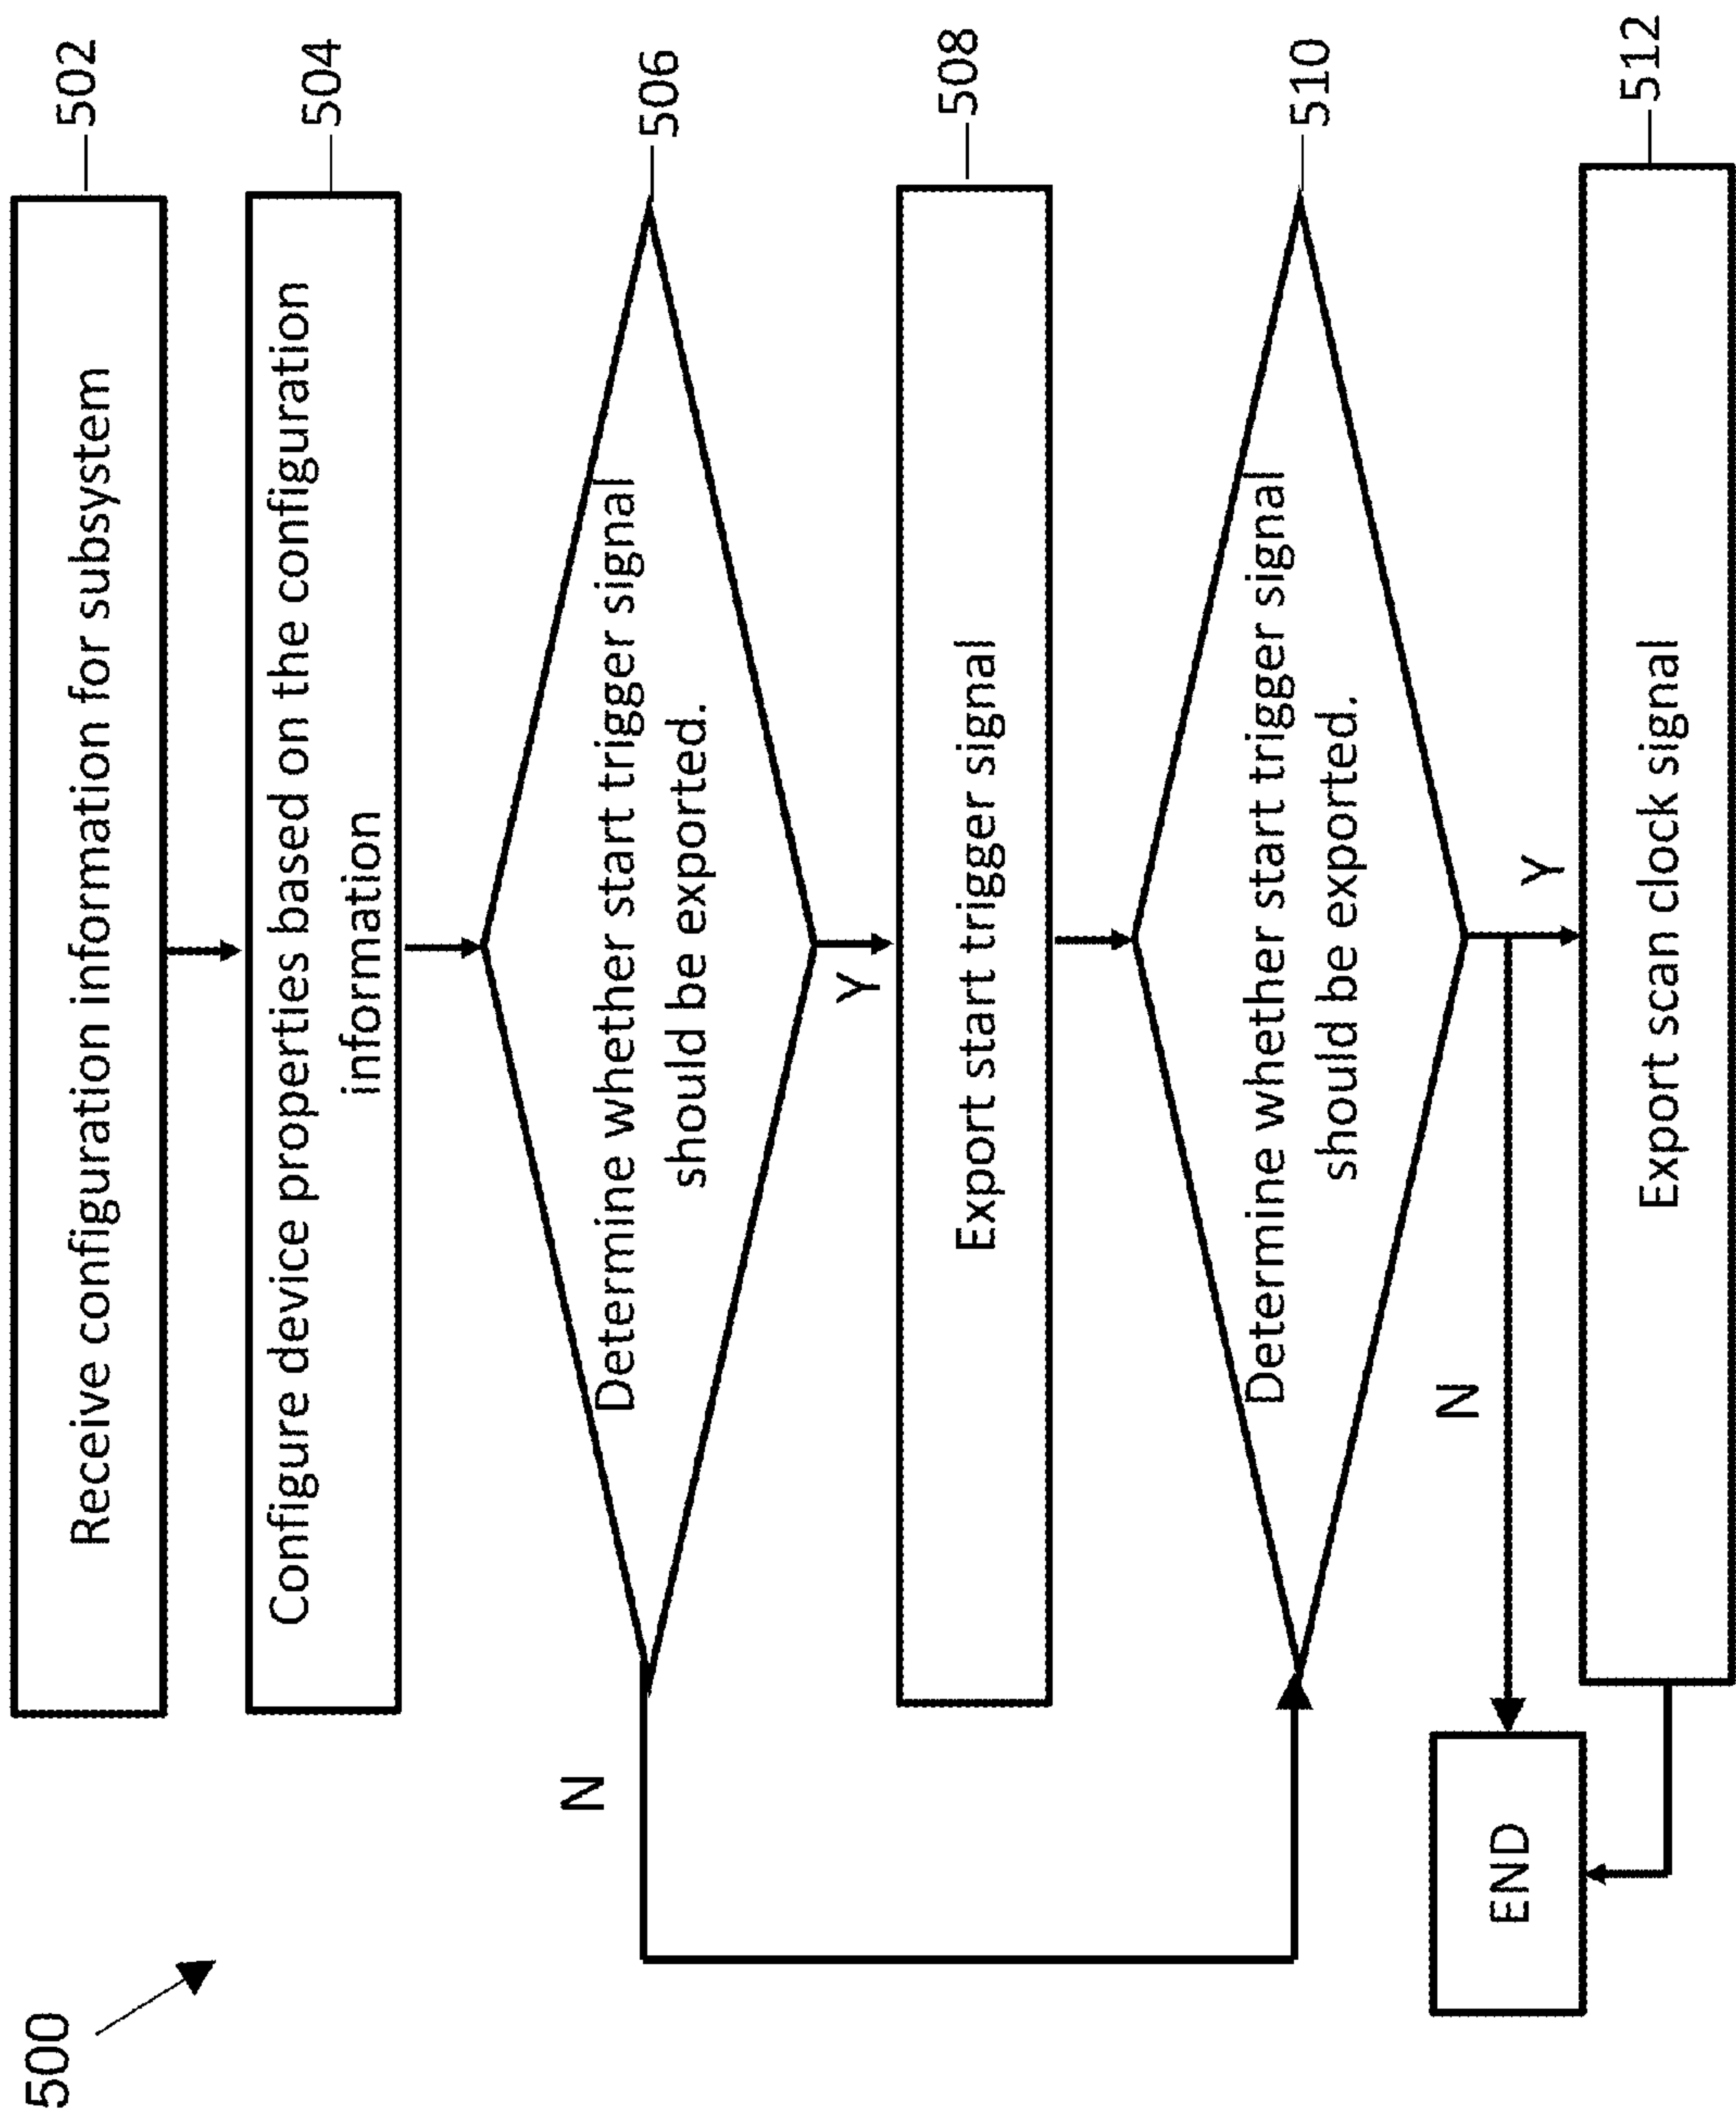 500
Receive configuration information for subsystem
502
Configure device properties based on the configuration
information
504
Determine whether start trigger signal
should be exported.
506
N
Y
Export start trigger signal
508
Determine whether start trigger signal
should be exported.
510
N
Y
Export scan clock signal
512
END